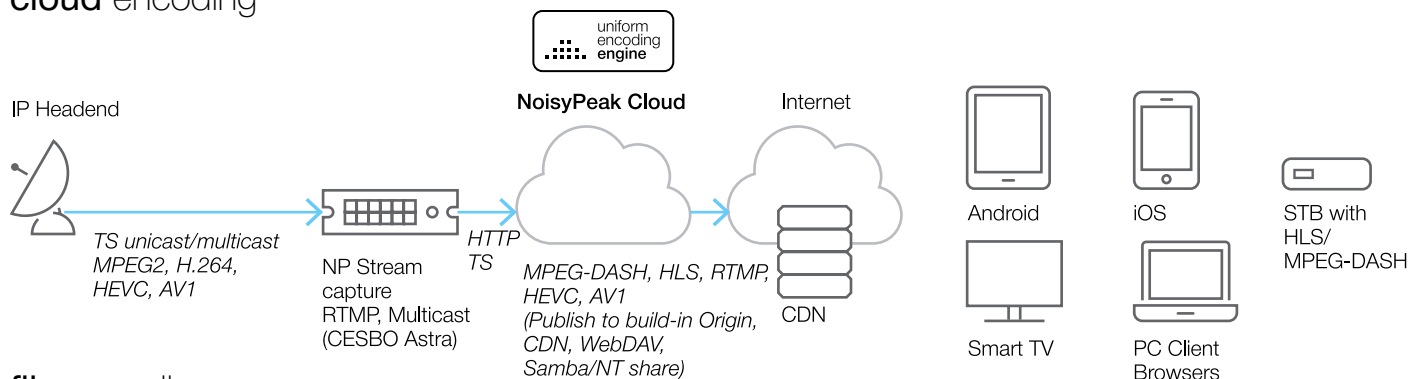 cloud encoding
uniform
encoding
engine
IP Headend
NoisyPeak Cloud
Internet
TS unicast/multicast
MPEG2, H.264,
HEVC, AV1
NP Stream
capture
RTMP, Multicast
(CESBO Astra)
HTTP
TS
MPEG-DASH, HLS, RTMP,
HEVC, AV1
(Publish to build-in Origin,
CDN, WebDAV,
Samba/NT share)
CDN
Android
iOS
STB with
HLS/
MPEG-DASH
Smart TV
PC Client
Browsers